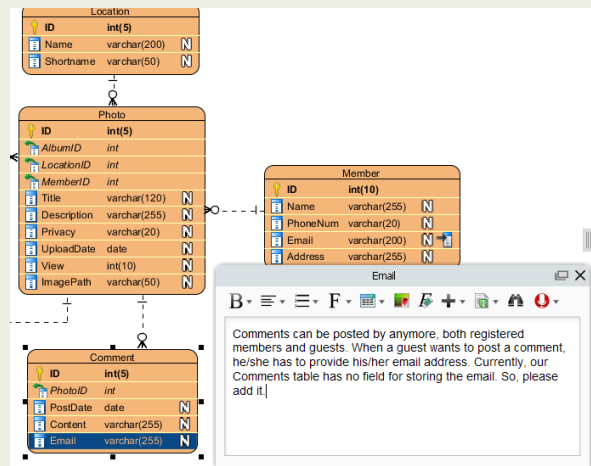 Location
ID int(5)
Name varchar(200) N
Shortname varchar(50) N
Photo
ID int(5)
AlbumID int
LocationID int
MemberID int
Title varchar(120) N
Description varchar(255) N
Privacy varchar(20) N
UploadDate date N
View int(10) N
ImagePath varchar(50) N
Member
ID int(10)
Name varchar(255) N
PhoneNum varchar(20) N
Email varchar(200) N
Address varchar(255) N
Comment
ID int(5)
PhotoID int
PostDate date N
Content varchar(255) N
Email varchar(255) N
Email
B F F
Comments can be posted by anymore, both registered
members and guests. When a guest wants to post a comment,
he/she has to provide his/her email address. Currently, our
Comments table has no field for storing the email. So, please
add it.